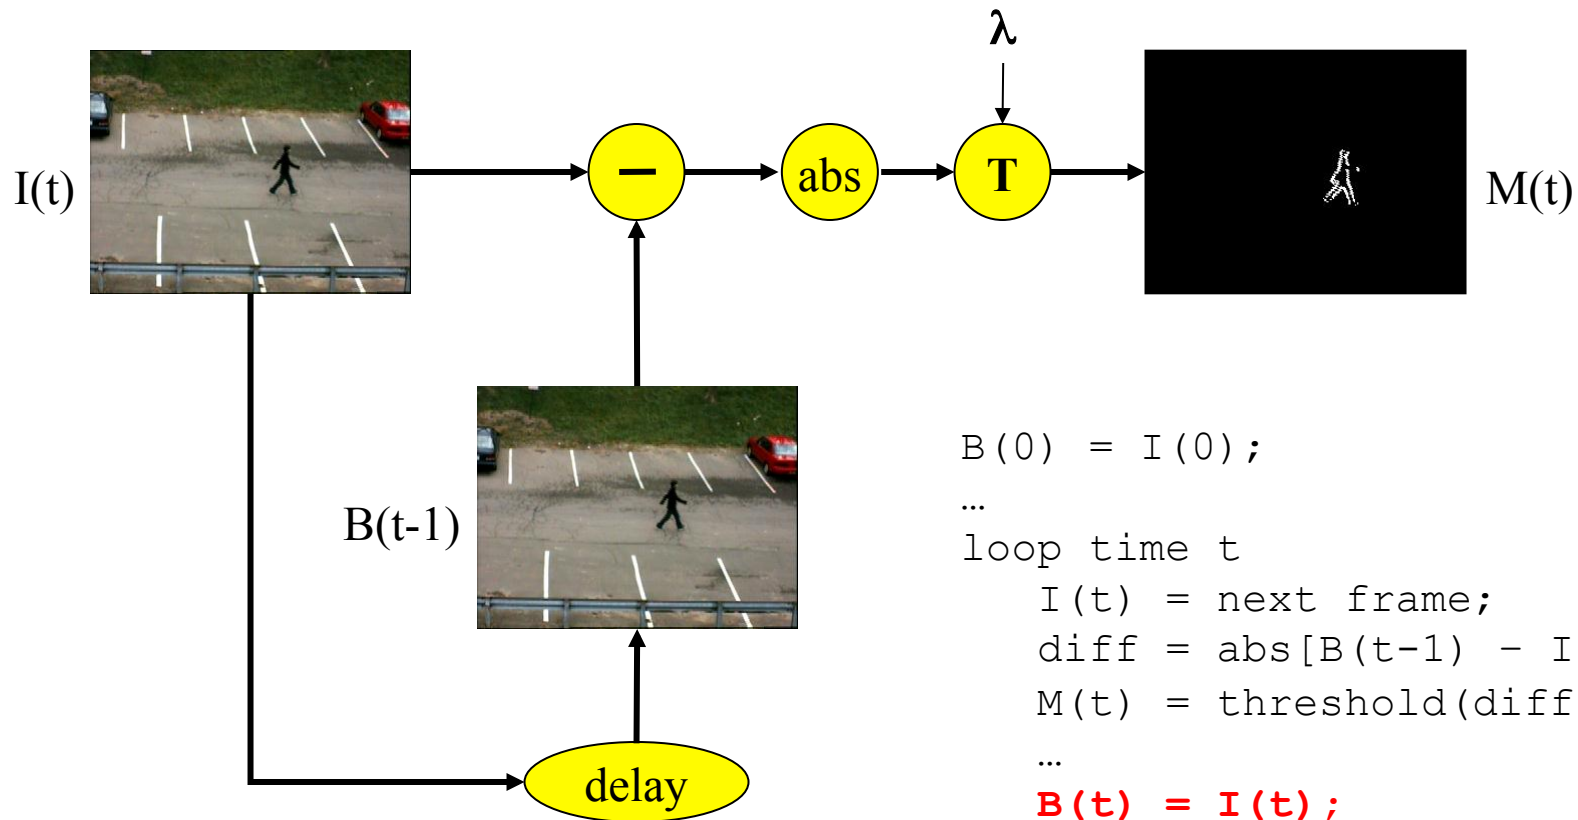 λ
I(t)
−
abs
T
M(t)
B(t-1)
delay
B(0) = I(0);
…
loop time t
I(t) = next frame;
diff = abs[B(t-1) – I
M(t) = threshold(diff
…
B(t) = I(t);